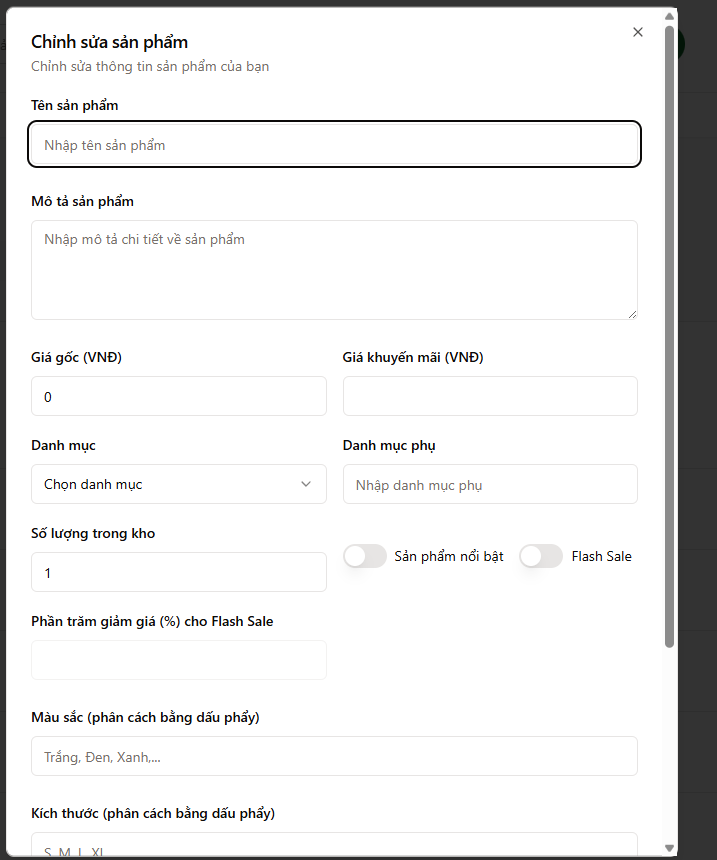 Chỉnh sửa sản phẩm
Chỉnh sửa thông tin sản phẩm của bạn
Tên sản phẩm
Nhập tên sản phẩm
Mô tả sản phẩm
Nhập mô tả chi tiết về sản phẩm
Giá gốc (VNĐ)
Giá khuyến mãi (VNĐ)
0
Danh mục
Danh mục phụ
Chọn danh mục
Nhập danh mục phụ
Số lượng trong kho
1
Sản phẩm nổi bật
Flash Sale
Phần trăm giảm giá (%) cho Flash Sale
Màu sắc (phân cách bằng dấu phẩy)
Trắng, Đen, Xanh,...
Kích thước (phân cách bằng dấu phẩy)
S, M, L, XL